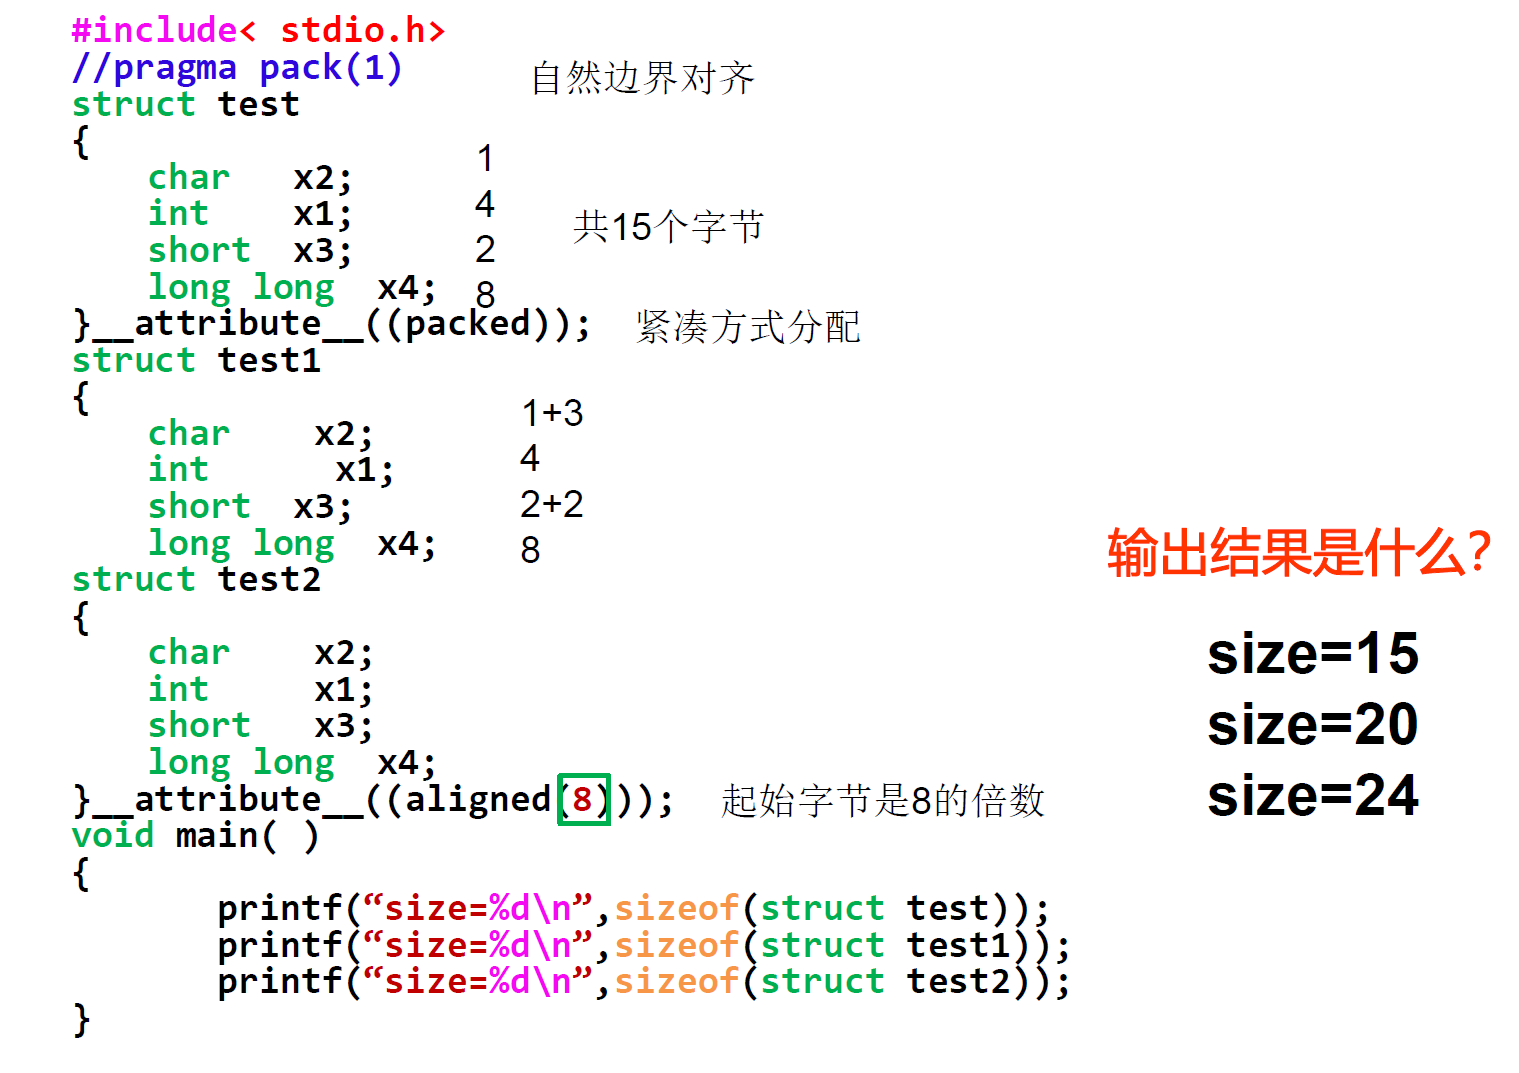 #include< stdio.h>
//pragma pack(1)
自然边界对齐
struct test
{
char x2; 1
int x1; 4
short x3; 2
long long x4; 8
共15个字节
}__attribute__((packed)); 紧凑方式分配
struct test1
{
char x2; 1+3
int x1; 4
short x3; 2+2
long long x4; 8
struct test2
{
char x2;
int x1;
short x3;
long long x4;
}__attribute__((aligned(8))); 起始字节是8的倍数
void main( )
{
printf(“size=%d\n”,sizeof(struct test));
printf(“size=%d\n”,sizeof(struct test1));
printf(“size=%d\n”,sizeof(struct test2));
}
输出结果是什么?
size=15
size=20
size=24